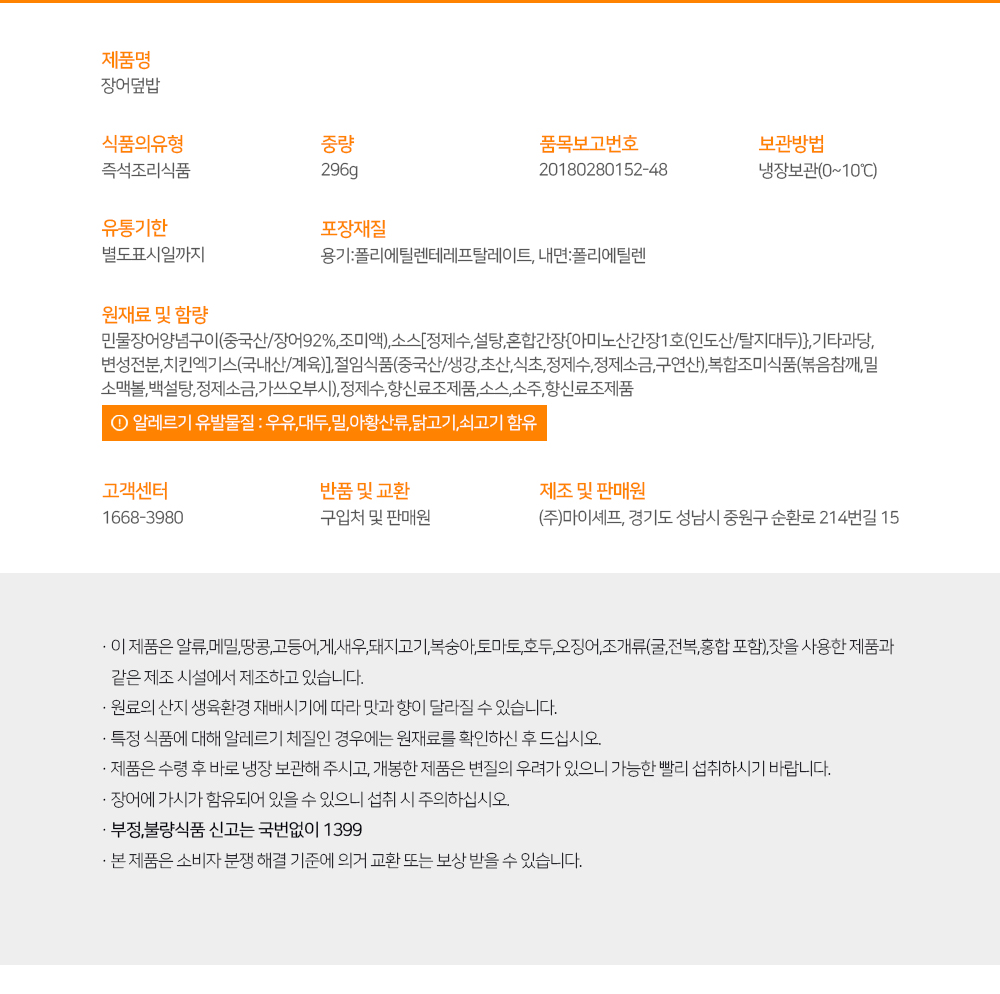 제품명
장어덮밥
식품의유형
즉석조리식품
중량
296g
품목보고번호
20180280152-48
보관방법
냉장보관(0~10℃)
유통기한
별도표시일까지
포장재질
용기:폴리에틸렌테레프탈레이트, 내면:폴리에틸렌
원재료 및 함량
민물장어양념구이(중국산/장어92%,조미액),소스[정제수,설탕,혼합간장{아미노산간장1호(인도산/탈지대두)},기타과당,
변성전분,치킨엑기스(국내산/계육)],절임식품(중국산/생강,초산,식초,정제수,정제소금,구연산),복합조미식품(볶음참깨,밀
소맥볼,백설탕,정제소금,가쓰오부시),정제수,향신료조제품,소스,소주,향신료조제품
알레르기 유발물질 : 우유,대두,밀,아황산류,닭고기,쇠고기 함유
고객센터
1668-3980
반품 및 교환
구입처 및 판매원
제조 및 판매원
(주)마이셰프, 경기도 성남시 중원구 순환로 214번길 15
· 이 제품은 알류,메밀,땅콩,고등어,게,새우,돼지고기,복숭아,토마토,호두,오징어,조개류(굴,전복,홍합 포함),잣을 사용한 제품과
같은 제조 시설에서 제조하고 있습니다.
· 원료의 산지 생육환경 재배시기에 따라 맛과 향이 달라질 수 있습니다.
· 특정 식품에 대해 알레르기 체질인 경우에는 원재료를 확인하신 후 드십시오.
· 제품은 수령 후 바로 냉장 보관해 주시고, 개봉한 제품은 변질의 우려가 있으니 가능한 빨리 섭취하시기 바랍니다.
· 장어에 가시가 함유되어 있을 수 있으니 섭취 시 주의하십시오.
· 부정,불량식품 신고는 국번없이 1399
· 본 제품은 소비자 분쟁 해결 기준에 의거 교환 또는 보상 받을 수 있습니다.